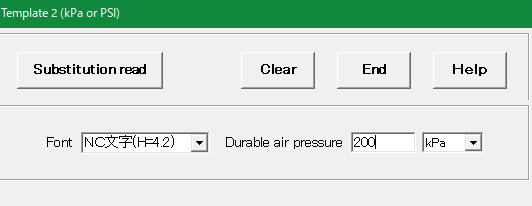 Template 2 (kPa or PSI)
Substitution read Clear End Help
Font NC文字(H=4.2) Durable air pressure 200 kPa